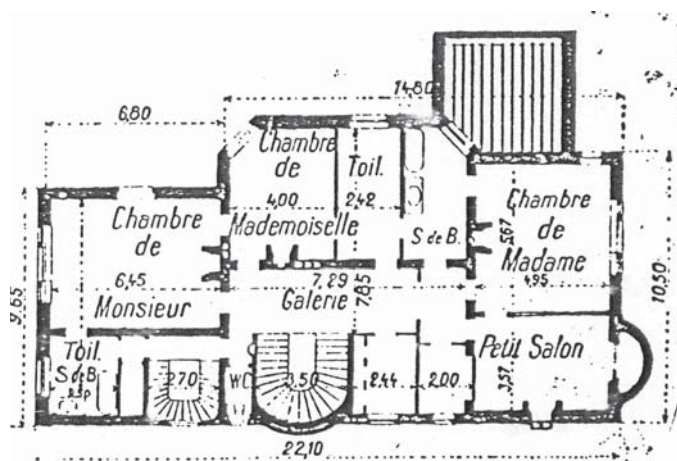 14,80
6,80
Chambre
de
Mademoiselle
4,00
Toil.
2,42
S de B.
Chambre
de
Madame
5,67
4,95
Chambre
de
Monsieur
6,45
7,29
7,85
Galerie
9,65
10,50
Toil.
S de B.
2,70
WC
3,50
2,44
2,00
Petit Salon
3,57
22,10